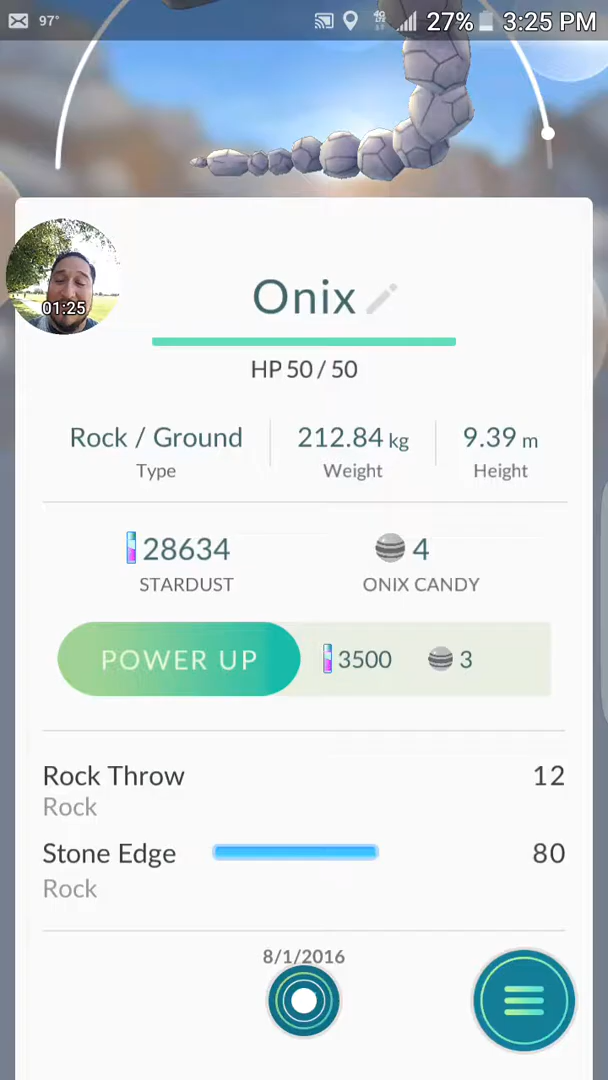 97° 27% 3:25 PM
01:25
Onix
HP 50 / 50
Rock / Ground 212.84 kg 9.39 m
Type Weight Height
28634 4
STARDUST ONIX CANDY
POWER UP 3500 3
Rock Throw 12
Rock
Stone Edge 80
Rock
8/1/2016